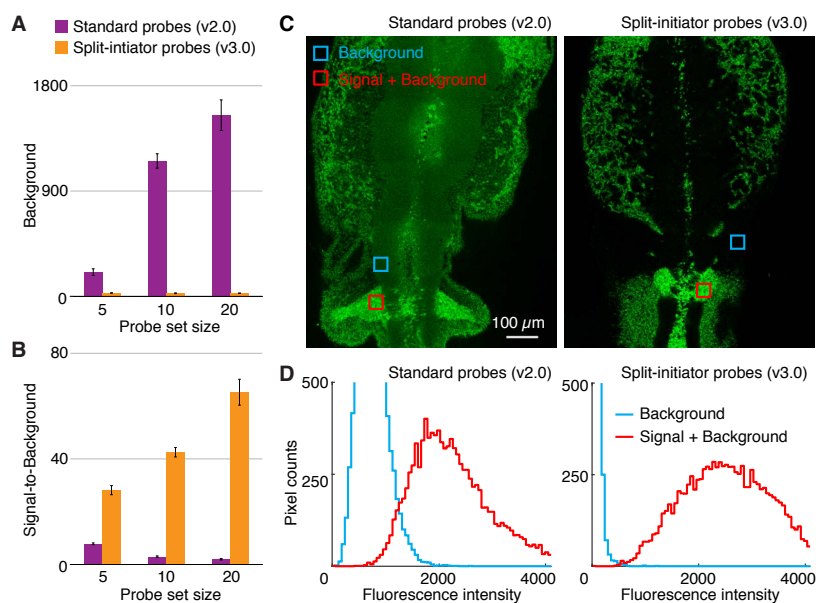 A
Standard probes (v2.0)
Split-intiator probes (v3.0)
1800
900
0
Background
5 10 20
Probe set size
B
80
40
0
Signal-to-Background
5 10 20
Probe set size
C
Standard probes (v2.0)
Split-initiator probes (v3.0)
Background
Signal + Background
100 µm
D
Standard probes (v2.0)
500
250
0
Pixel counts
2000 4000
Fluorescence intensity
Split-initiator probes (v3.0)
500
250
Background
Signal + Background
0 2000 4000
Fluorescence intensity